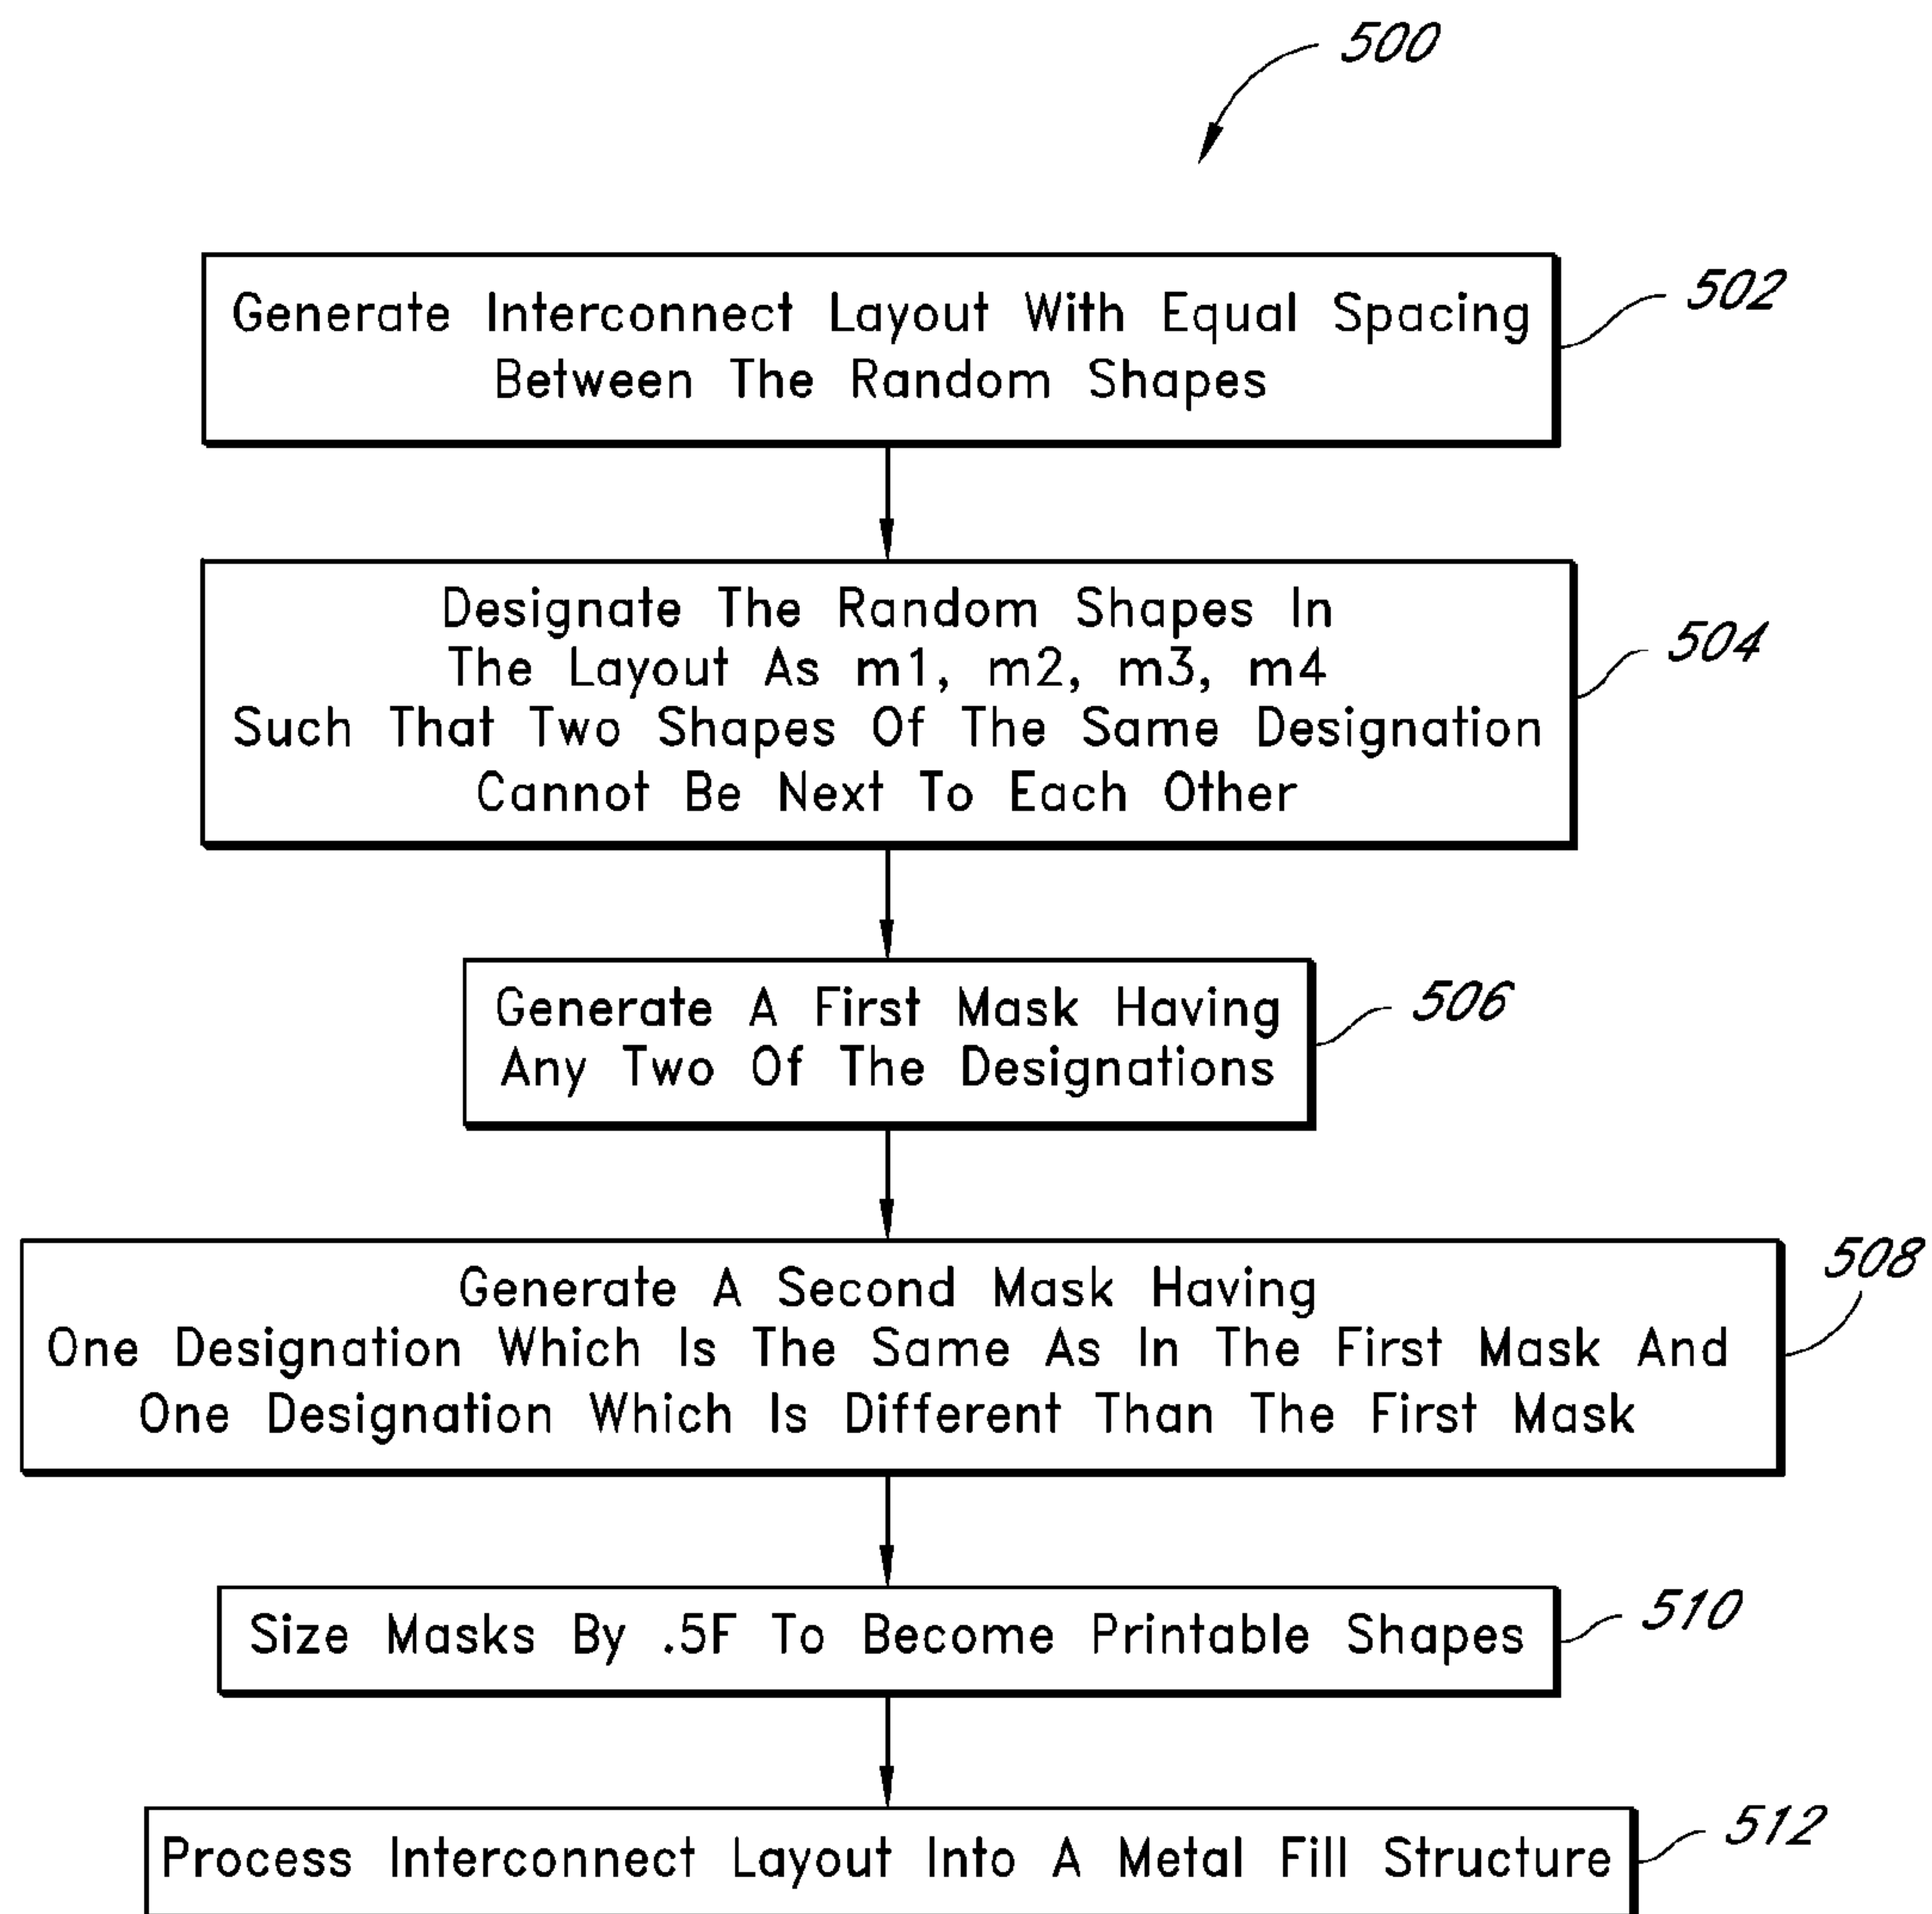 500
Generate Interconnect Layout With Equal Spacing
Between The Random Shapes
502
Designate The Random Shapes In
The Layout As m1, m2, m3, m4
Such That Two Shapes Of The Same Designation
Cannot Be Next To Each Other
504
Generate A First Mask Having
Any Two Of The Designations
506
Generate A Second Mask Having
One Designation Which Is The Same As In The First Mask And
One Designation Which Is Different Than The First Mask
508
Size Masks By .5F To Become Printable Shapes
510
Process Interconnect Layout Into A Metal Fill Structure
512